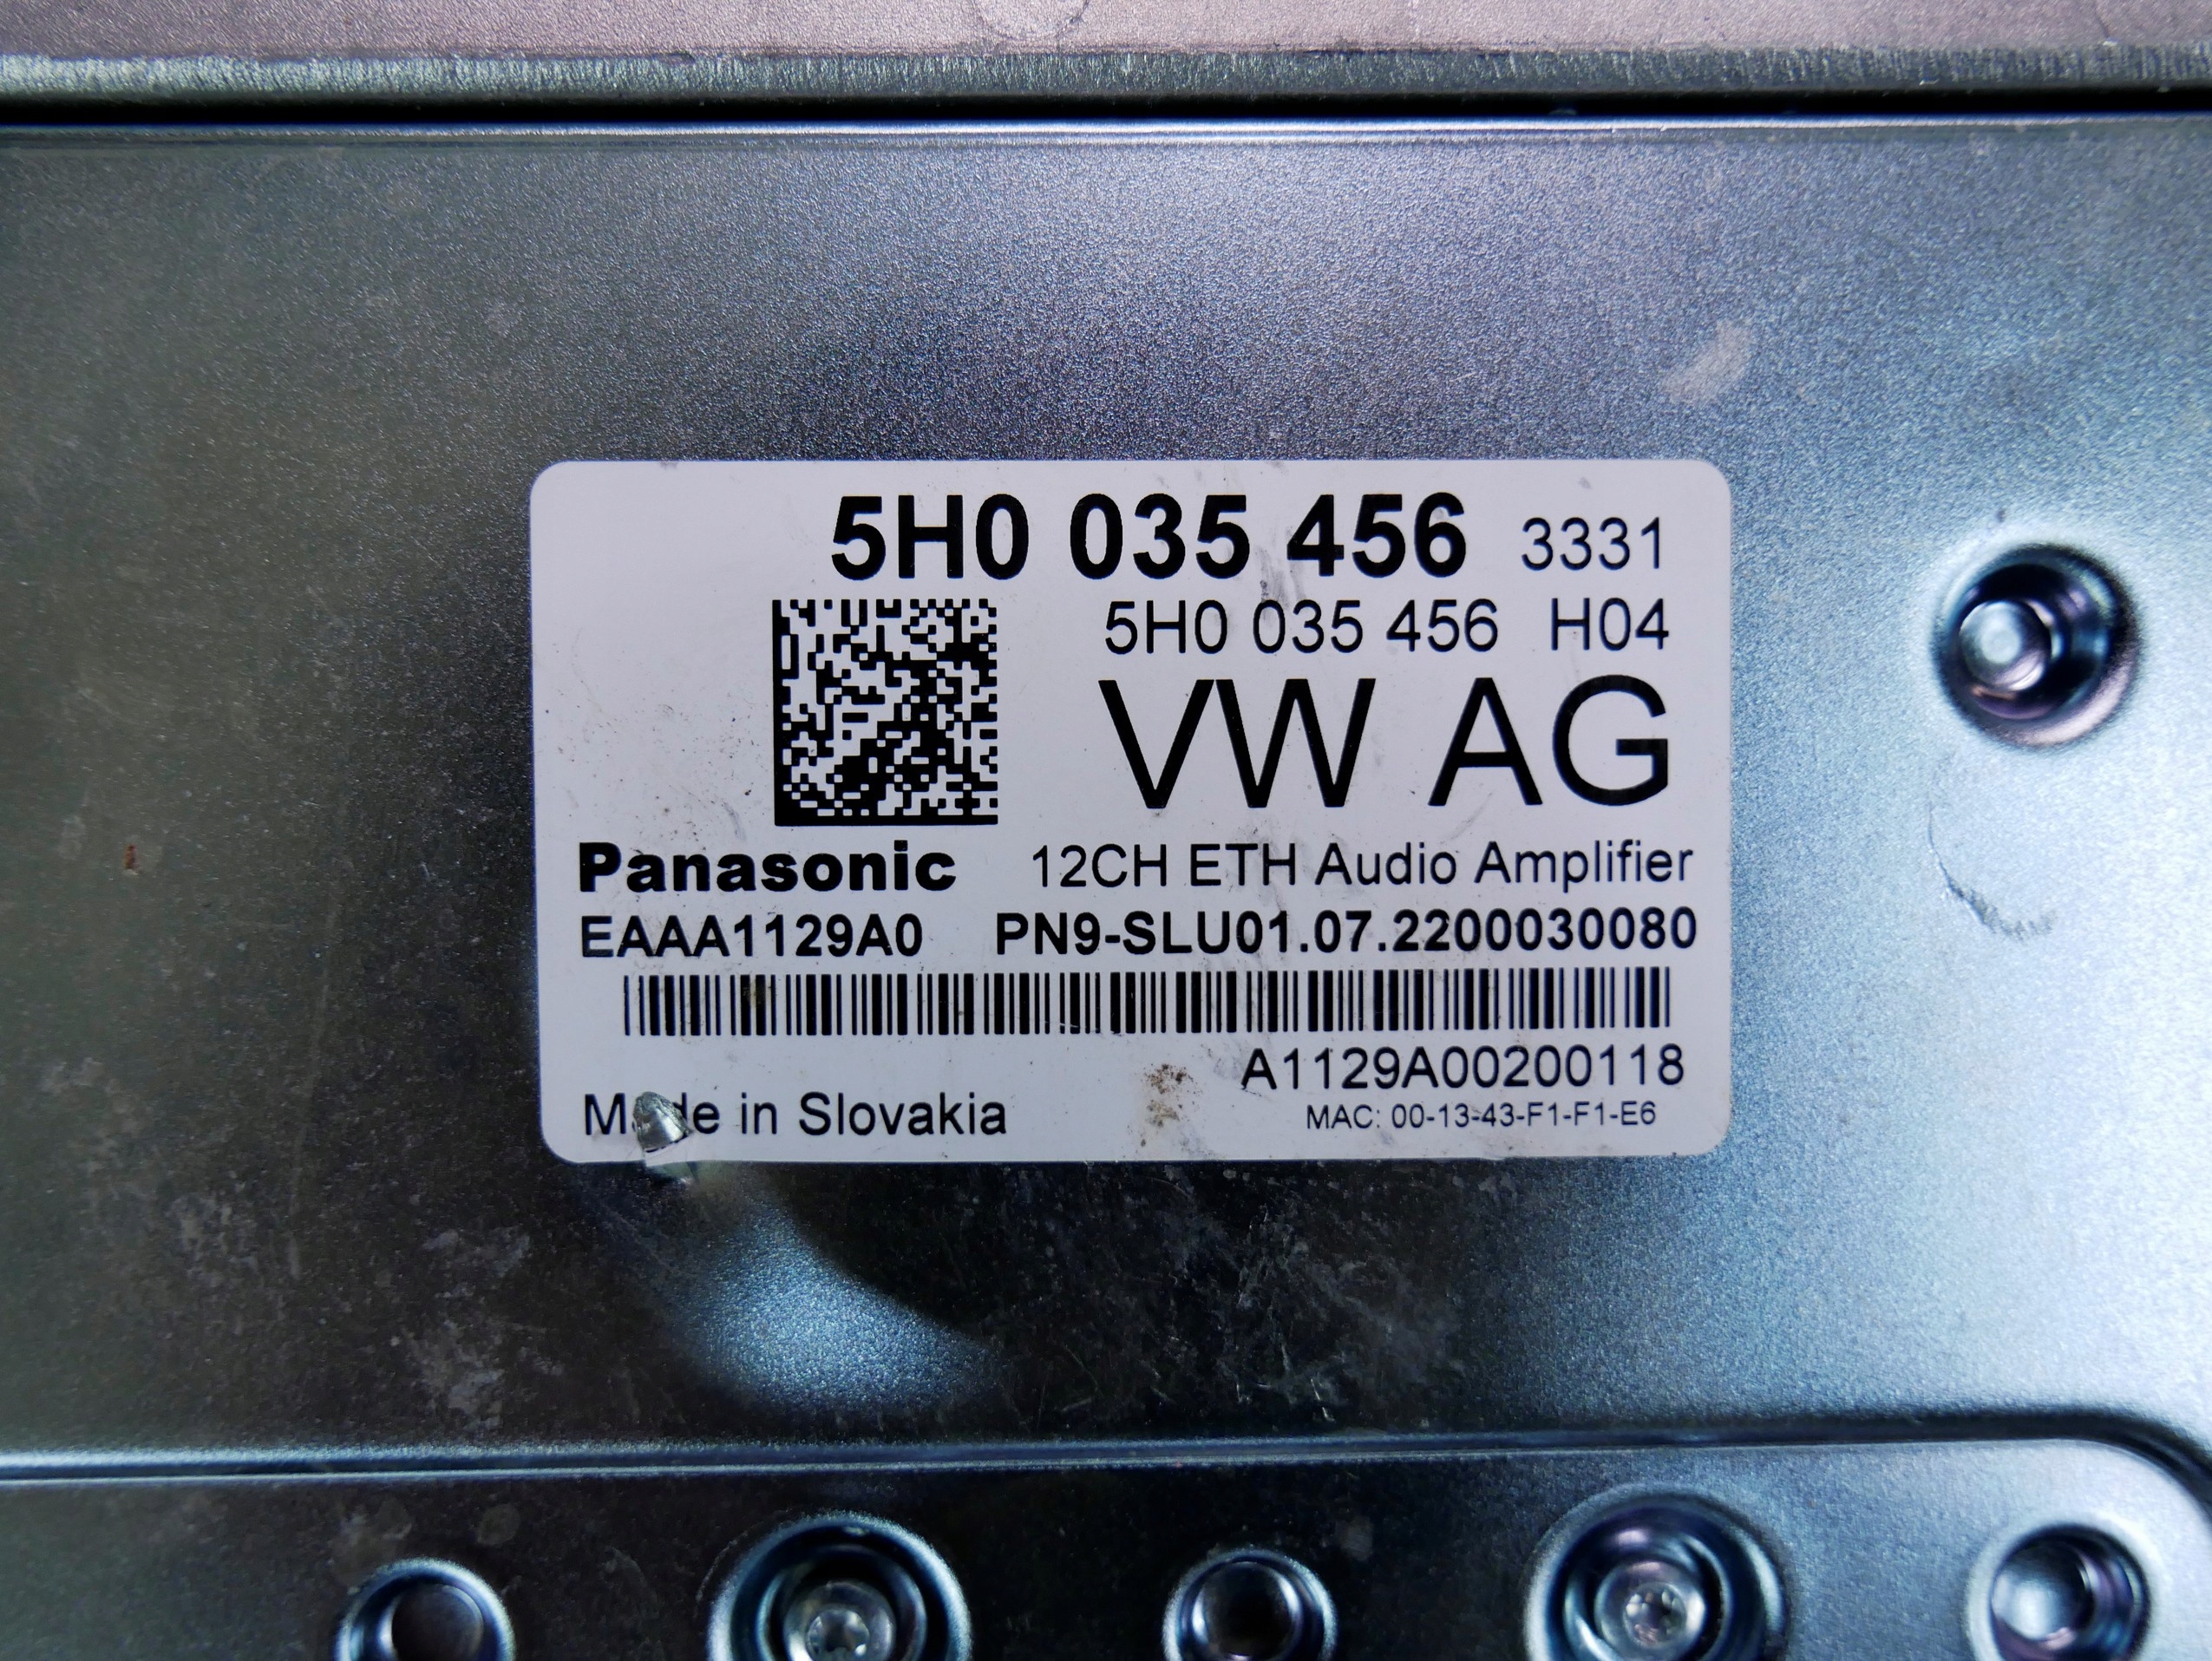 5H0 035 456 3331
5H0 035 456 H04
VW AG
Panasonic 12CH ETH Audio Amplifier
EAAA1129A0 PN9-SLU01.07.2200030080
A1129A00200118
Made in Slovakia
MAC: 00-13-43-F1-F1-E6